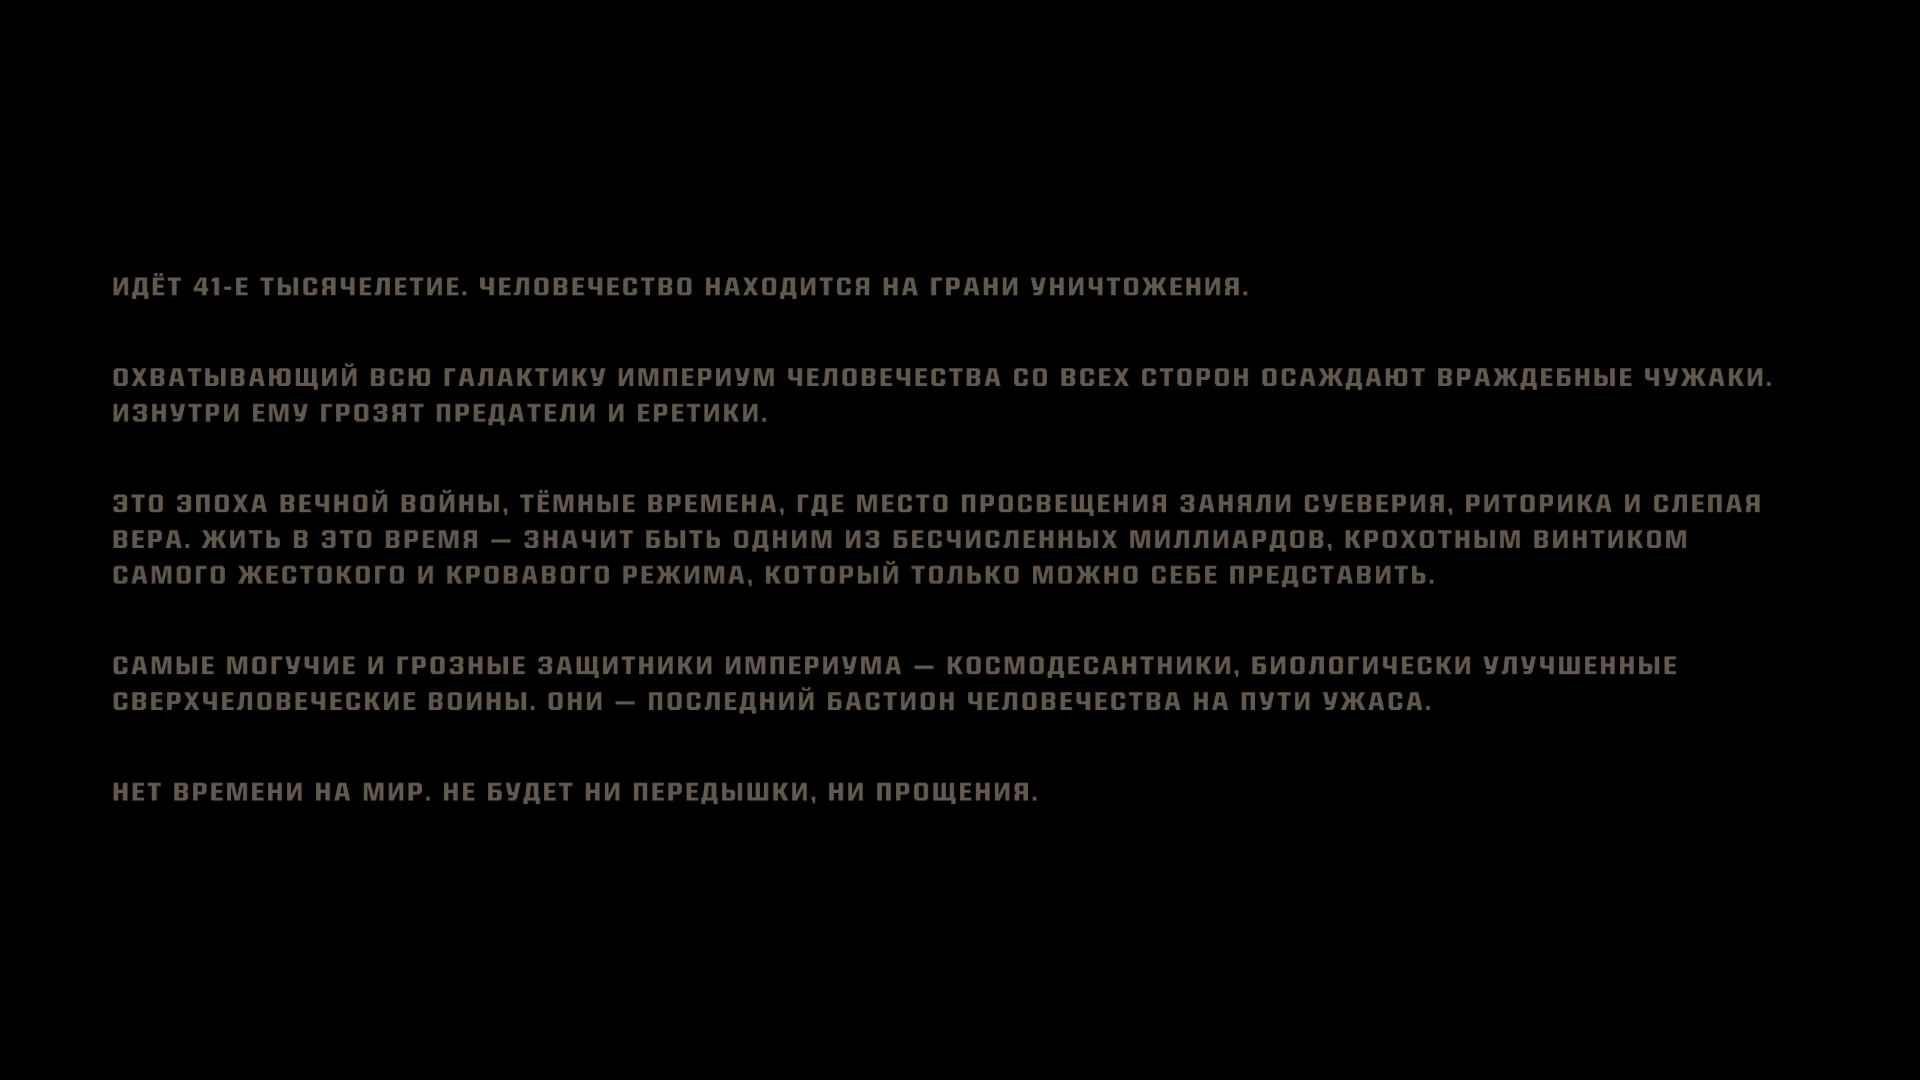 ИДЁТ 41-Е ТЫСЯЧЕЛЕТИЕ. ЧЕЛОВЕЧЕСТВО НАХОДИТСЯ НА ГРАНИ УНИЧТОЖЕНИЯ.
ОХВАТЫВАЮЩИЙ ВСЮ ГАЛАКТИКУ ИМПЕРИУМ ЧЕЛОВЕЧЕСТВА СО ВСЕХ СТОРОН ОСАЖДАЮТ ВРАЖДЕБНЫЕ ЧУЖАКИ.
ИЗНУТРИ ЕМУ ГРОЗЯТ ПРЕДАТЕЛИ И ЕРЕТИКИ.
ЭТО ЭПОХА ВЕЧНОЙ ВОЙНЫ, ТЁМНЫЕ ВРЕМЕНА, ГДЕ МЕСТО ПРОСВЕЩЕНИЯ ЗАНЯЛИ СУЕВЕРИЯ, РИТОРИКА И СЛЕПАЯ
ВЕРА. ЖИТЬ В ЭТО ВРЕМЯ — ЗНАЧИТ БЫТЬ ОДНИМ ИЗ БЕСЧИСЛЕННЫХ МИЛЛИАРДОВ, КРОХОТНЫМ ВИНТИКОМ
САМОГО ЖЕСТОКОГО И КРОВАВОГО РЕЖИМА, КОТОРЫЙ ТОЛЬКО МОЖНО СЕБЕ ПРЕДСТАВИТЬ.
САМЫЕ МОГУЧИЕ И ГРОЗНЫЕ ЗАЩИТНИКИ ИМПЕРИУМА — КОСМОДЕСАНТНИКИ, БИОЛОГИЧЕСКИ УЛУЧШЕННЫЕ
СВЕРХЧЕЛОВЕЧЕСКИЕ ВОИНЫ. ОНИ — ПОСЛЕДНИЙ БАСТИОН ЧЕЛОВЕЧЕСТВА НА ПУТИ УЖАСА.
НЕТ ВРЕМЕНИ НА МИР. НЕ БУДЕТ НИ ПЕРЕДЫШКИ, НИ ПРОЩЕНИЯ.